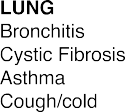 LUNG
Bronchitis
Cystic Fibrosis
Asthma
Cough/cold